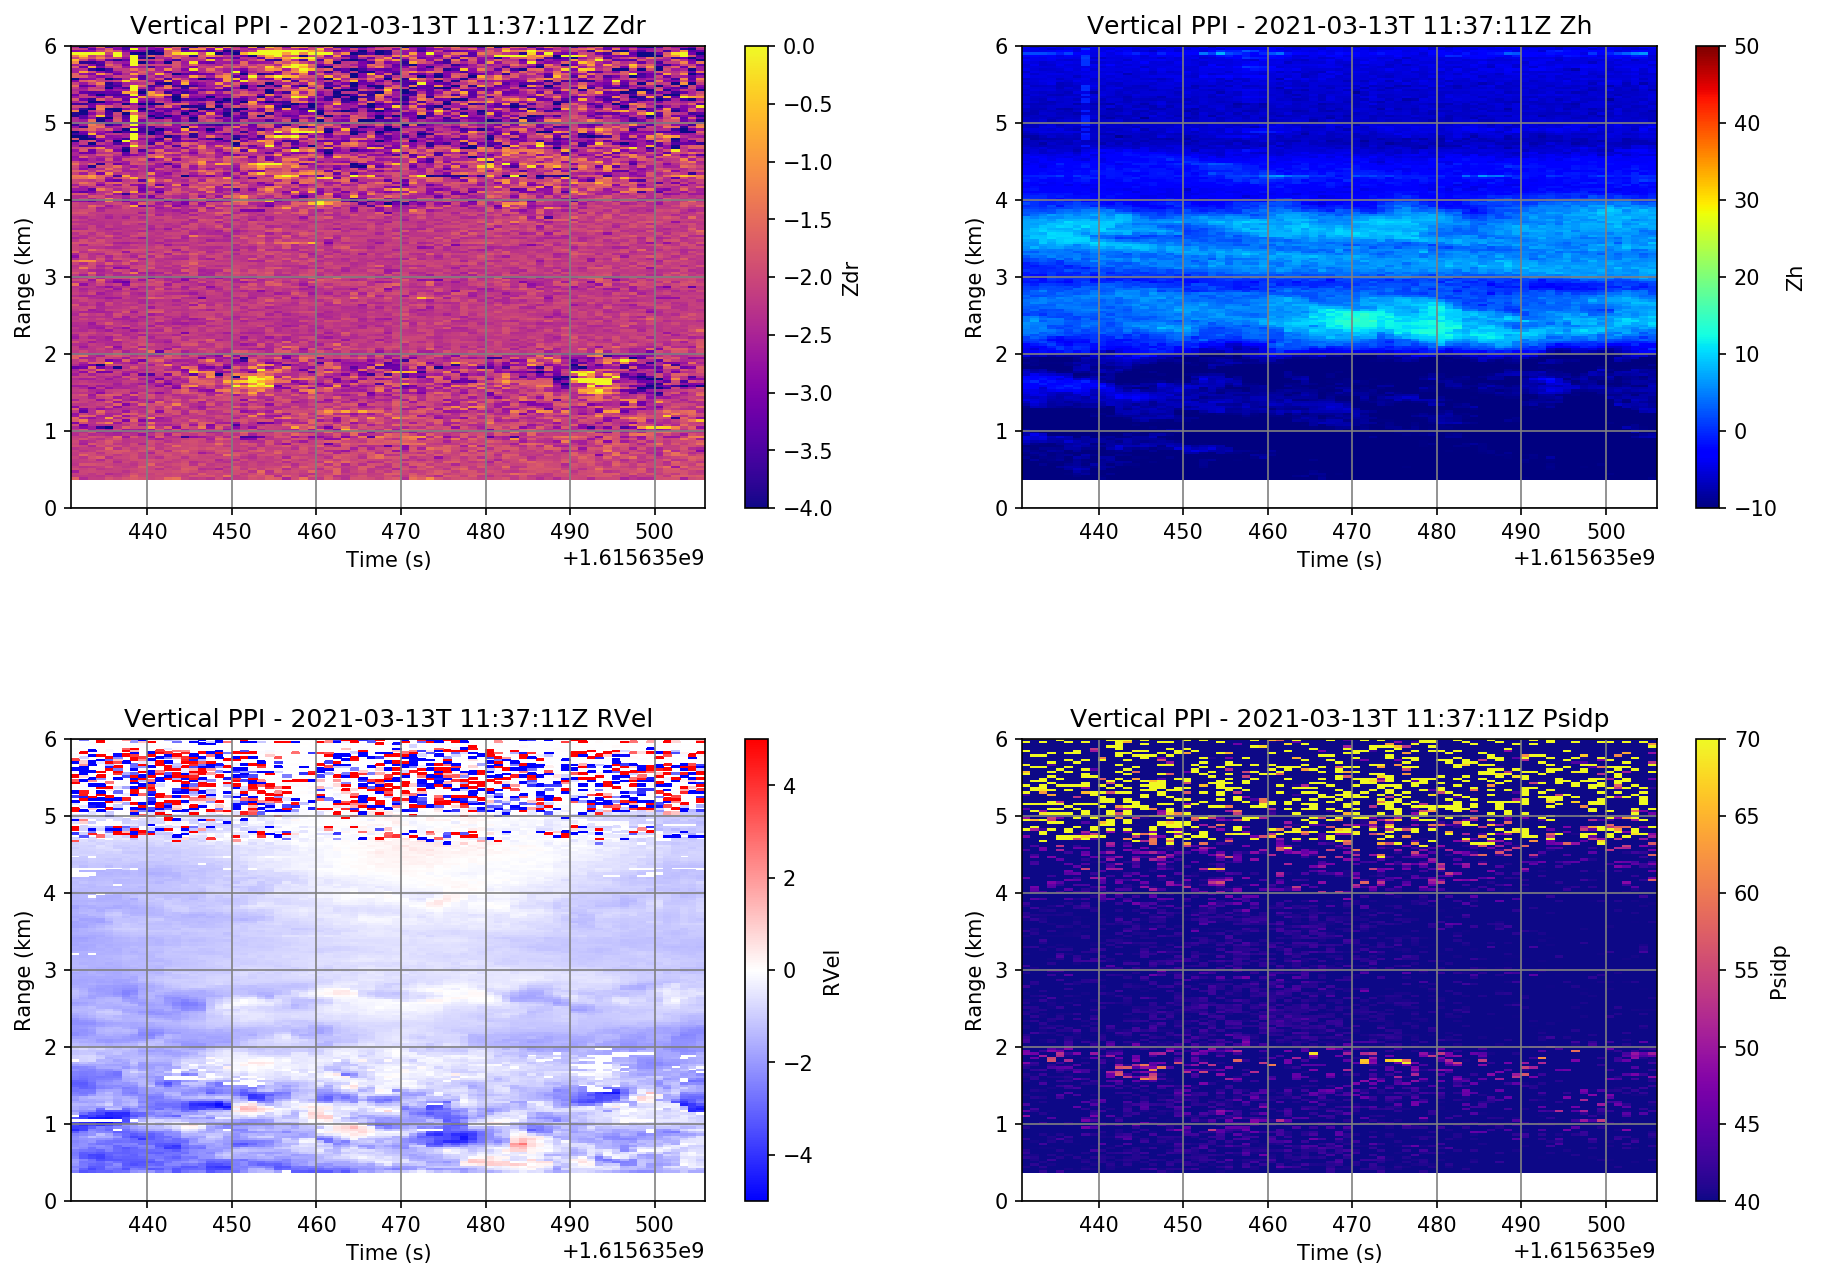 Vertical PPI - 2021-03-13T 11:37:11Z Zdr
6
5
4
3
2
1
0
Range (km)
440 450 460 470 480 490 500
Time (s)
+1.615635e9
0.0
−0.5
−1.0
−1.5
−2.0
−2.5
−3.0
−3.5
−4.0
Zdr
Vertical PPI - 2021-03-13T 11:37:11Z Zh
6
5
4
3
2
1
0
Range (km)
440 450 460 470 480 490 500
Time (s)
+1.615635e9
50
40
30
20
10
0
−10
Zh
Vertical PPI - 2021-03-13T 11:37:11Z RVel
6
5
4
3
2
1
0
Range (km)
440 450 460 470 480 490 500
Time (s)
+1.615635e9
4
2
0
−2
−4
RVel
Vertical PPI - 2021-03-13T 11:37:11Z Psidp
6
5
4
3
2
1
0
Range (km)
440 450 460 470 480 490 500
Time (s)
+1.615635e9
70
65
60
55
50
45
40
Psidp